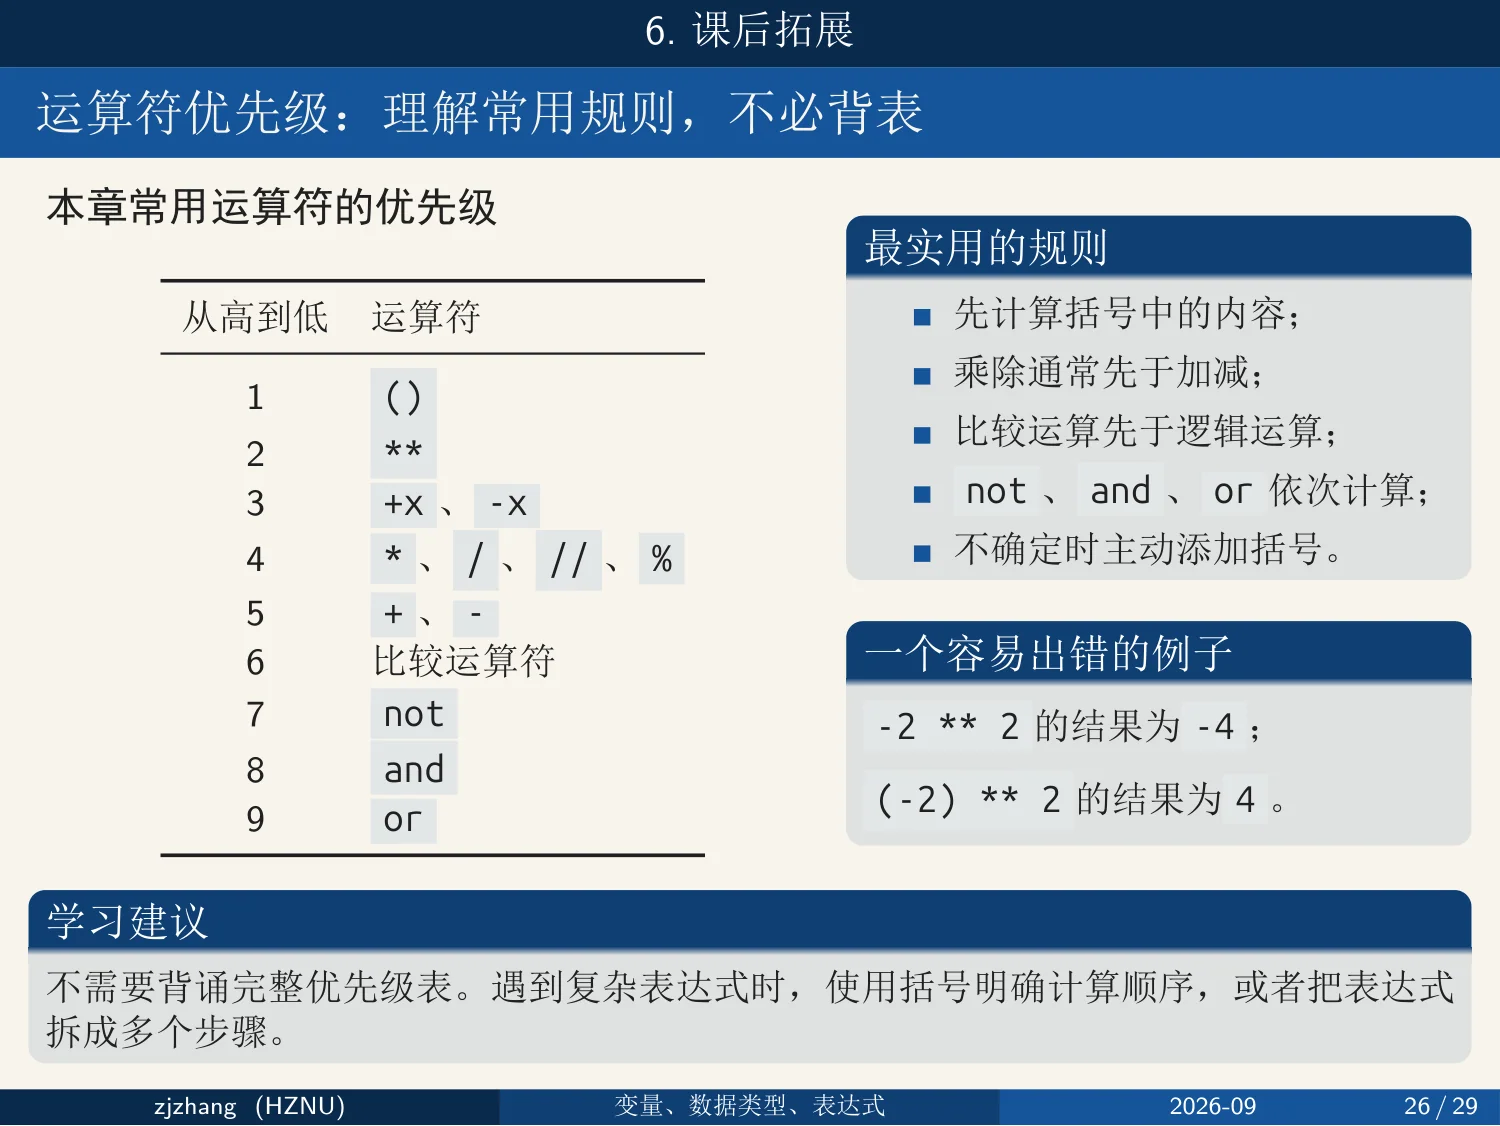 6. 课后拓展
运算符优先级：理解常用规则，不必背表
本章常用运算符的优先级
从高到低 运算符
1 ()
2 **
3 +x 、 -x
4 * 、 / 、 // 、 %
5 + 、 -
6 比较运算符
7 not
8 and
9 or
最实用的规则
先计算括号中的内容；
乘除通常先于加减；
比较运算先于逻辑运算；
not 、 and 、 or 依次计算；
不确定时主动添加括号。
一个容易出错的例子
-2 ** 2 的结果为 -4 ；
(-2) ** 2 的结果为 4 。
学习建议
不需要背诵完整优先级表。遇到复杂表达式时，使用括号明确计算顺序，或者把表达式
拆成多个步骤。
zjzhang (HZNU) 变量、数据类型、表达式 2026-09 26 / 29